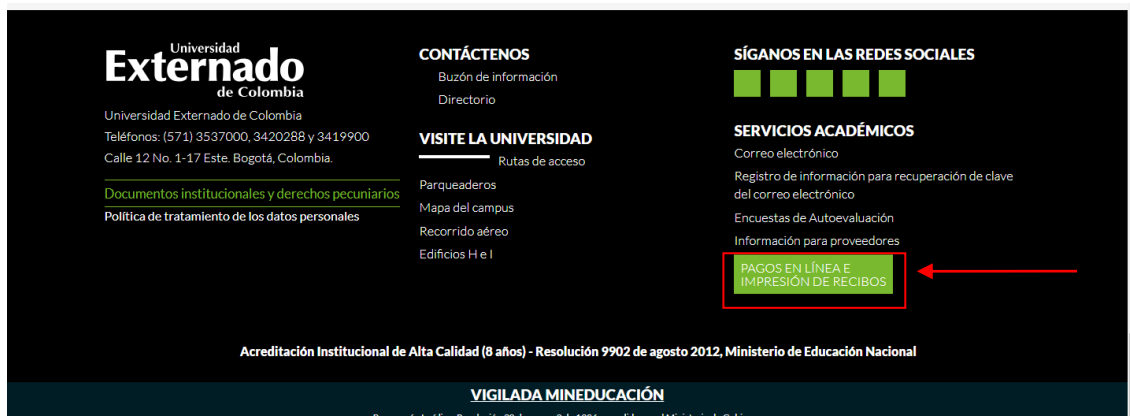 Universidad
Externado
de Colombia
Universidad Externado de Colombia
Teléfonos: (571) 3537000, 3420288 y 3419900
Calle 12 No. 1-17 Este. Bogotá, Colombia.
Documentos institucionales y derechos pecuniarios
Política de tratamiento de los datos personales
CONTÁCTENOS
Buzón de información
Directorio
VISITE LA UNIVERSIDAD
Rutas de acceso
Parqueaderos
Mapa del campus
Recorrido aéreo
Edificios H e I
SÍGANOS EN LAS REDES SOCIALES
SERVICIOS ACADÉMICOS
Correo electrónico
Registro de información para recuperación de clave
del correo electrónico
Encuestas de Autoevaluación
Información para proveedores
PAGOS EN LÍNEA E
IMPRESIÓN DE RECIBOS
Acreditación Institucional de Alta Calidad (8 años) - Resolución 9902 de agosto 2012, Ministerio de Educación Nacional
VIGILADA MINEDUCACIÓN